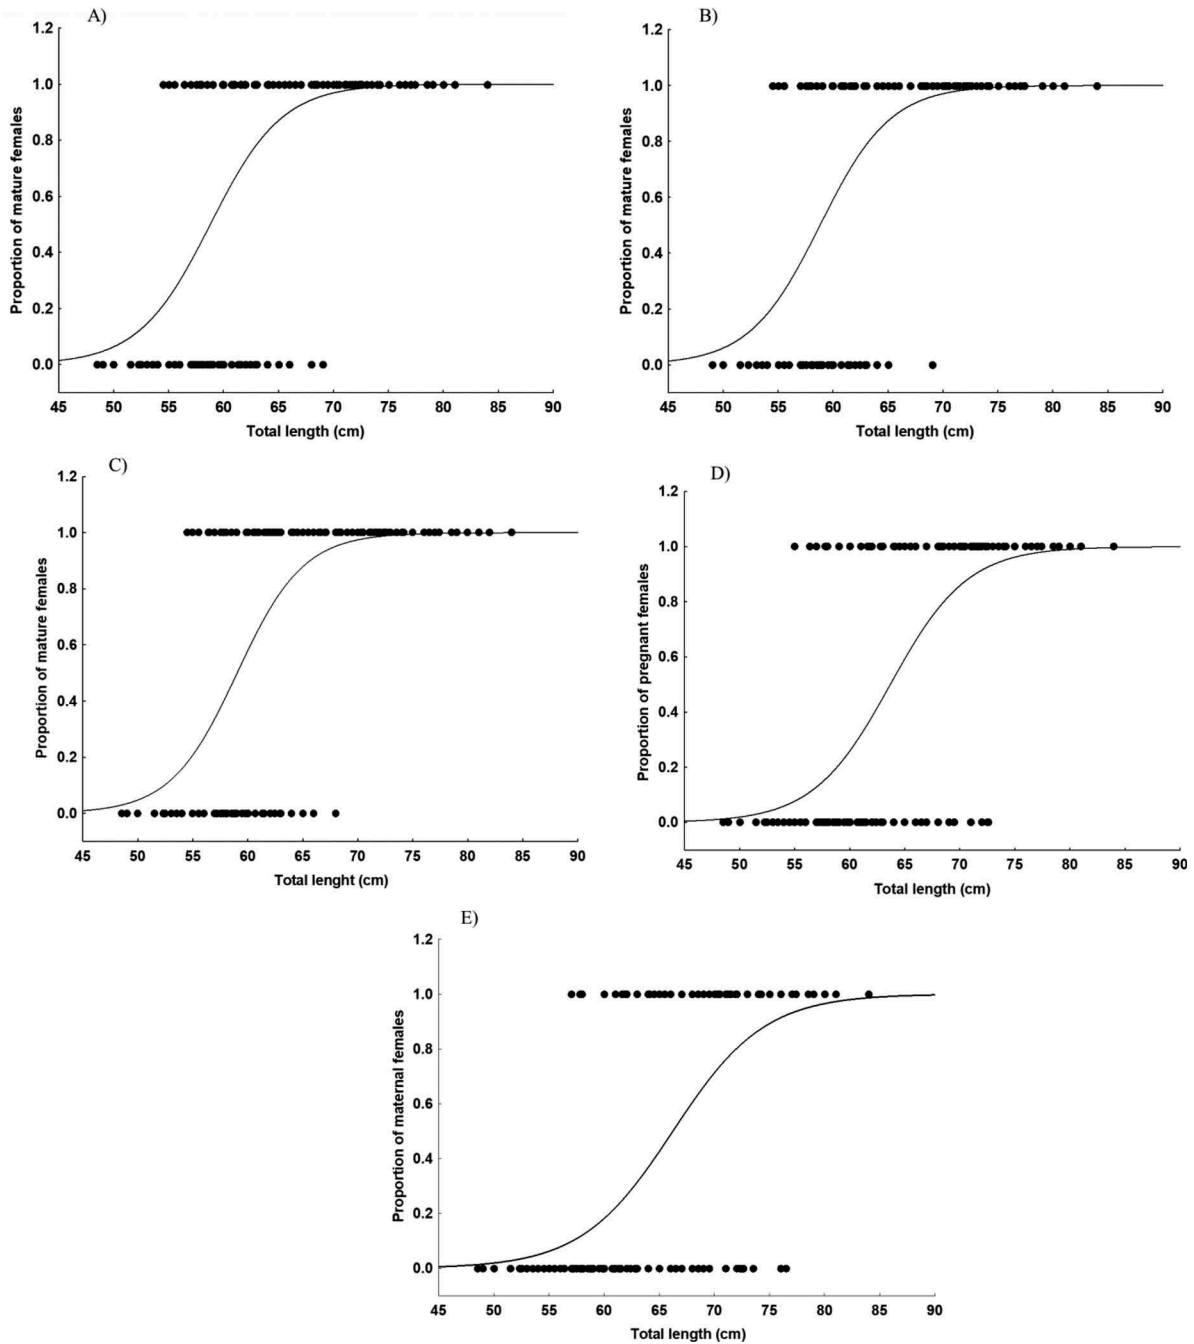 A)
1.2
1.0
0.8
0.6
0.4
0.2
0.0
Proportion of mature females
45 50 55 60 65 70 75 80 85 90
Total length (cm)
B)
1.2
1.0
0.8
0.6
0.4
0.2
0.0
Proportion of mature females
45 50 55 60 65 70 75 80 85 90
Total length (cm)
C)
1.2
1.0
0.8
0.6
0.4
0.2
0.0
Proportion of mature females
45 50 55 60 65 70 75 80 85 90
Total lenght (cm)
D)
1.2
1.0
0.8
0.6
0.4
0.2
0.0
Proportion of pregnant females
45 50 55 60 65 70 75 80 85 90
Total length (cm)
E)
1.2
1.0
0.8
0.6
0.4
0.2
0.0
Proportion of maternal females
45 50 55 60 65 70 75 80 85 90
Total length (cm)